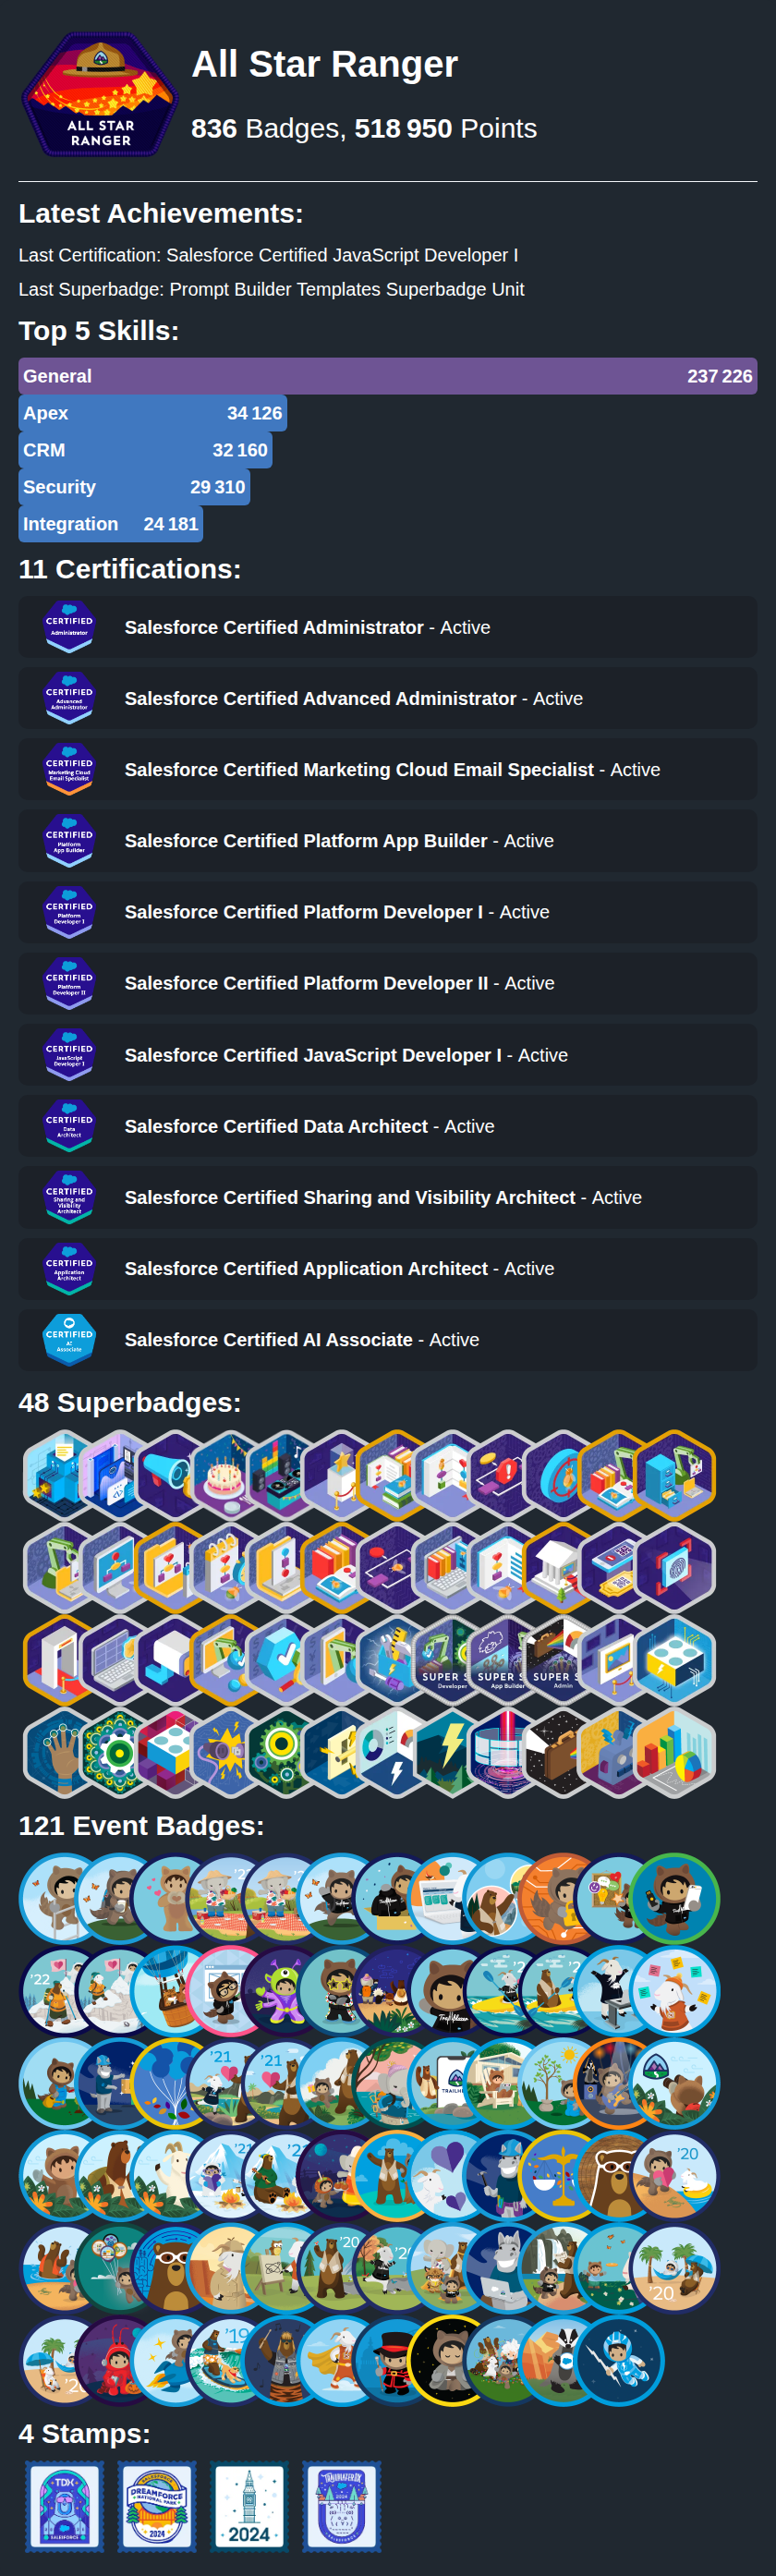 ALL STAR
RANGER
All Star Ranger
836 Badges, 518 950 Points
Latest Achievements:
Last Certification: Salesforce Certified JavaScript Developer I
Last Superbadge: Prompt Builder Templates Superbadge Unit
Top 5 Skills:
General 237 226
Apex 34 126
CRM 32 160
Security 29 310
Integration 24 181
11 Certifications:
CERTIFIED
Administrator
Salesforce Certified Administrator - Active
CERTIFIED
Advanced
Administrator
Salesforce Certified Advanced Administrator - Active
CERTIFIED
Marketing Cloud
Email Specialist
Salesforce Certified Marketing Cloud Email Specialist - Active
CERTIFIED
Platform
App Builder
Salesforce Certified Platform App Builder - Active
CERTIFIED
Platform
Developer I
Salesforce Certified Platform Developer I - Active
CERTIFIED
Platform
Developer II
Salesforce Certified Platform Developer II - Active
CERTIFIED
JavaScript
Developer I
Salesforce Certified JavaScript Developer I - Active
CERTIFIED
Data
Architect
Salesforce Certified Data Architect - Active
CERTIFIED
Sharing and
Visibility
Architect
Salesforce Certified Sharing and Visibility Architect - Active
CERTIFIED
Application
Architect
Salesforce Certified Application Architect - Active
CERTIFIED
AI
Associate
Salesforce Certified AI Associate - Active
48 Superbadges:
SUPER S
Developer
SUPER S
App Builder
SUPER S
Admin
121 Event Badges:
'22
'21
'21
'20
'20
'20
'19
4 Stamps:
TDX
SALESFORCE
DREAMFORCE
NATIONAL PARK
2024
2024
2024